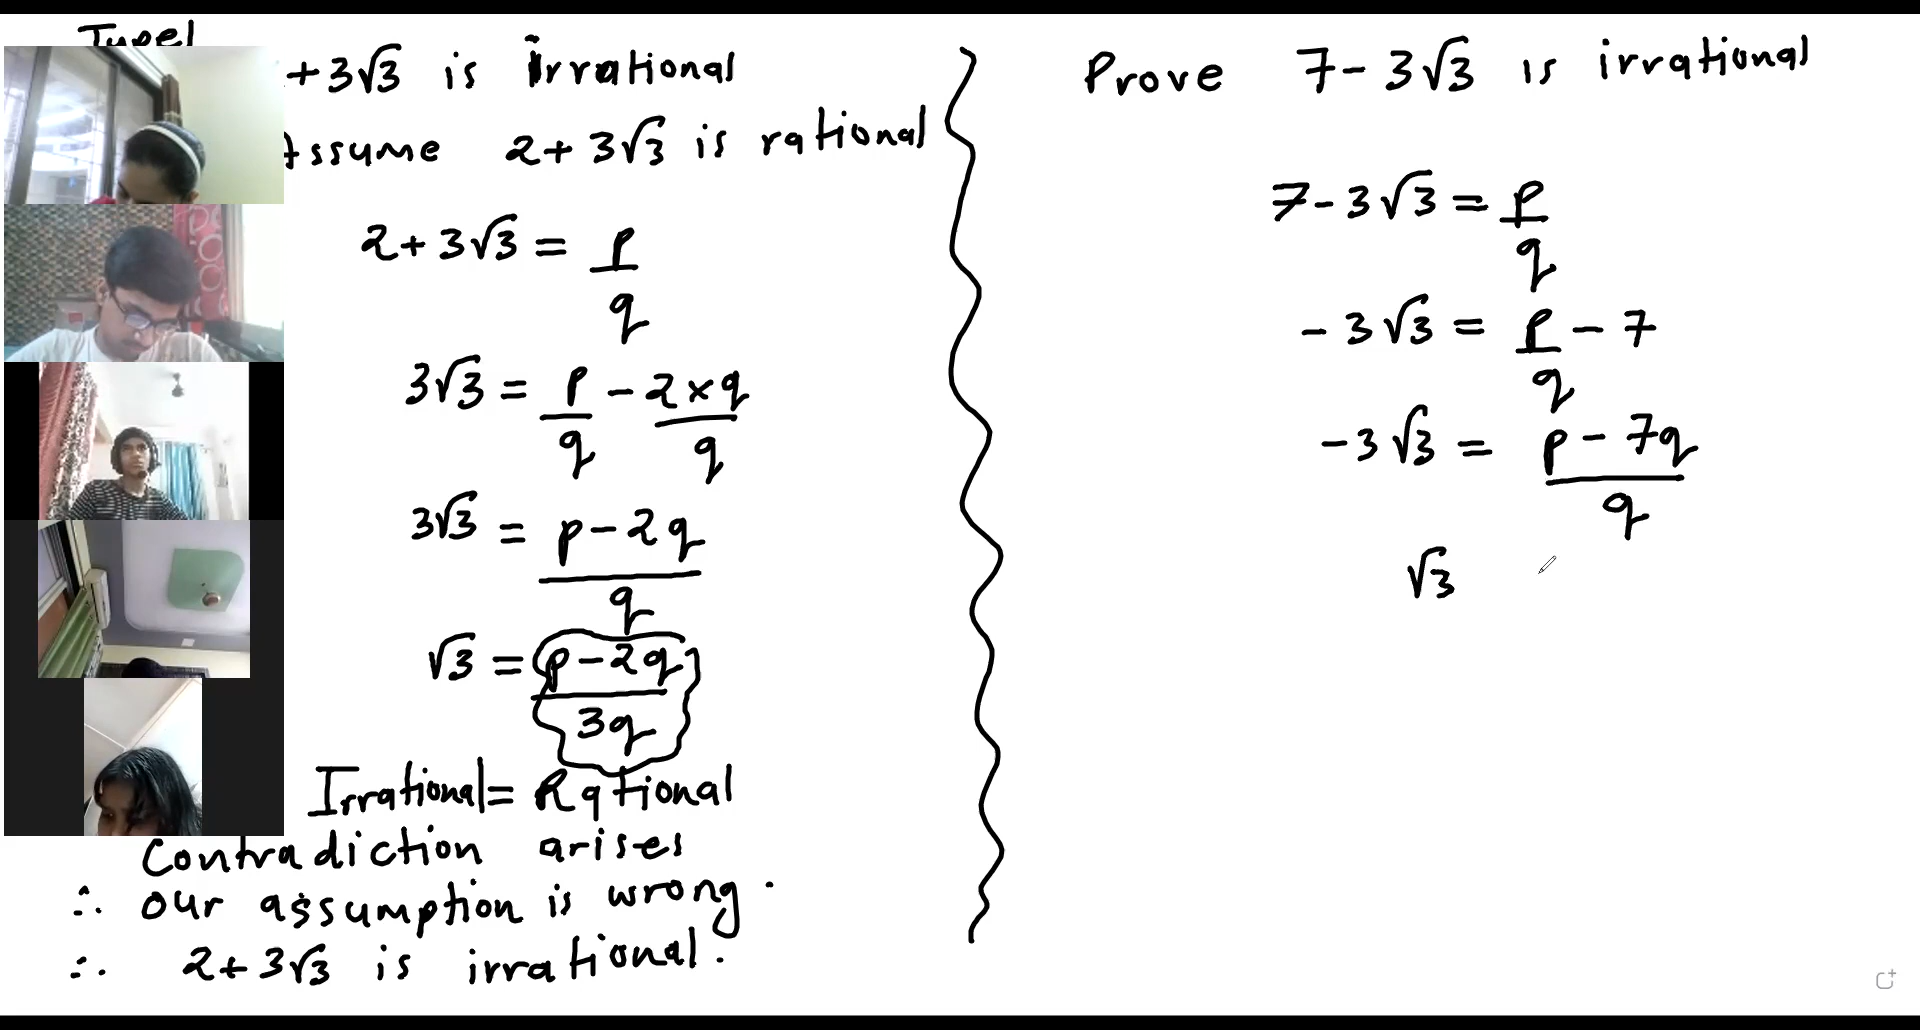 Type1
+ 3√3 is irrational
Assume 2 + 3√3 is rational
2 + 3√3 = p/q
3√3 = p/q - 2 × q/q
3√3 = p - 2q/q
√3 = p - 2q/3q
Irrational = Rational
Contradiction arises
∴ our assumption is wrong.
∴ 2 + 3√3 is irrational.
Prove 7 - 3√3 is irrational
7 - 3√3 = p/q
- 3√3 = p/q - 7
- 3√3 = p - 7q/q
√3